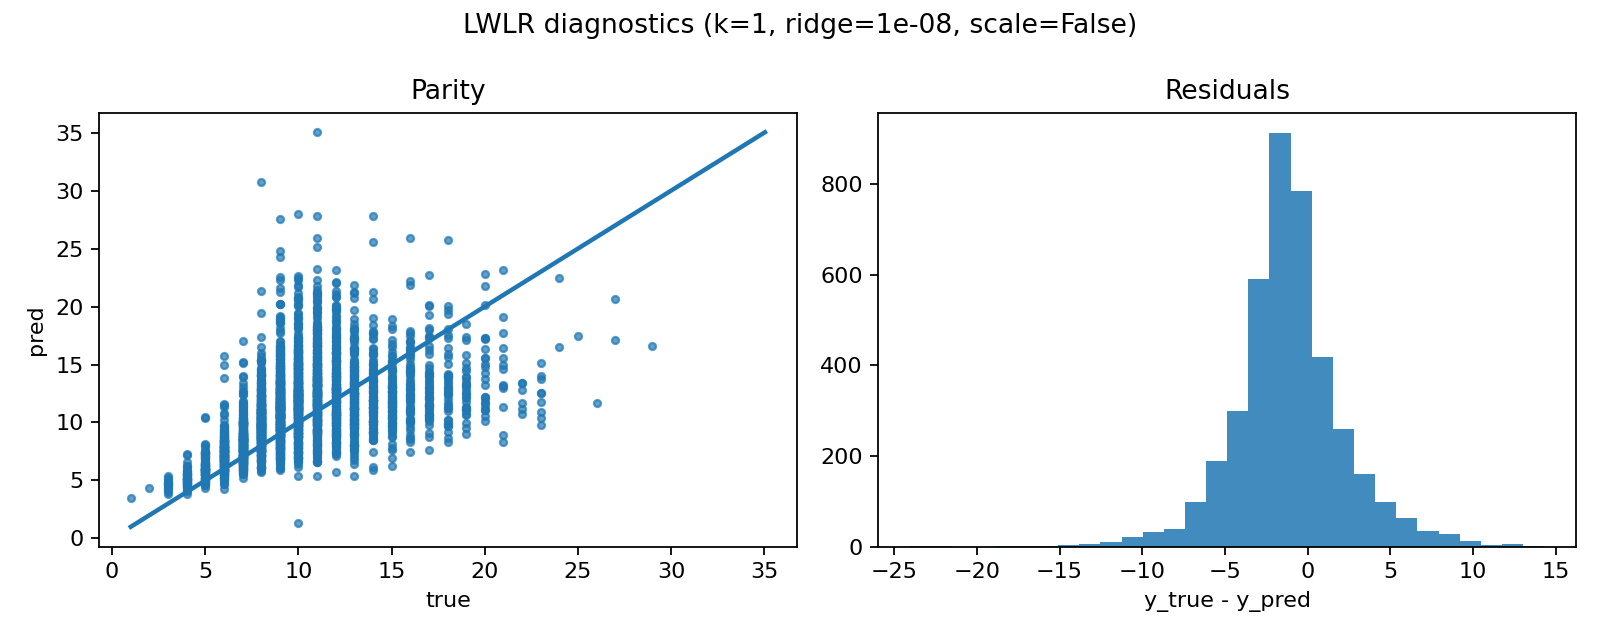 LWLR diagnostics (k=1, ridge=1e-08, scale=False)
Parity
35
30
25
20
15
10
5
0
pred
0 5 10 15 20 25 30 35
true
Residuals
800
600
400
200
0
−25 −20 −15 −10 −5 0 5 10 15
y_true - y_pred